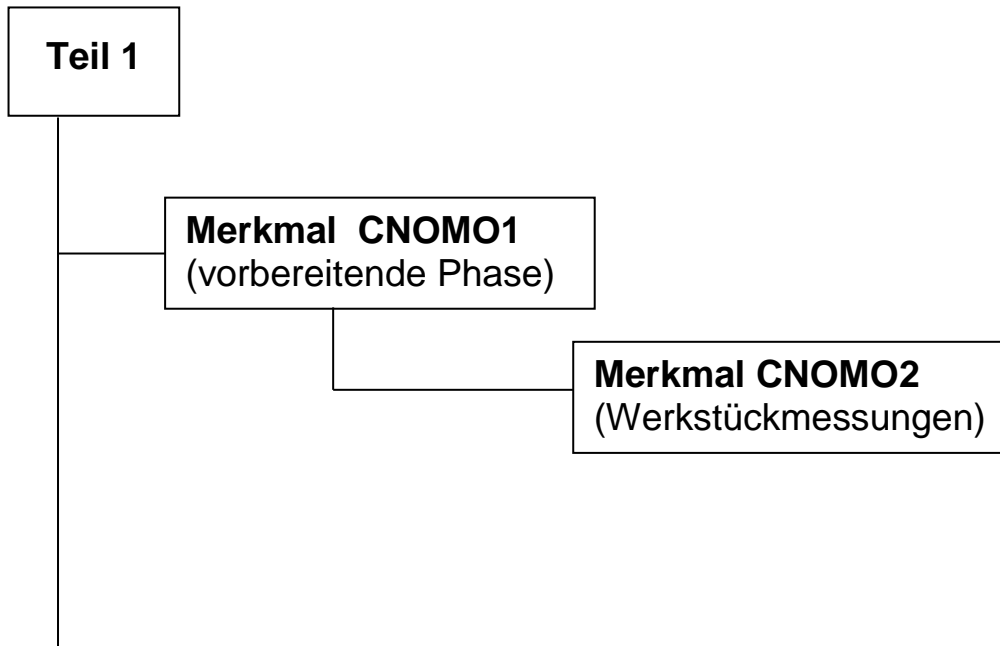 Teil 1
Merkmal CNOMO1
(vorbereitende Phase)
Merkmal CNOMO2
(Werkstückmessungen)